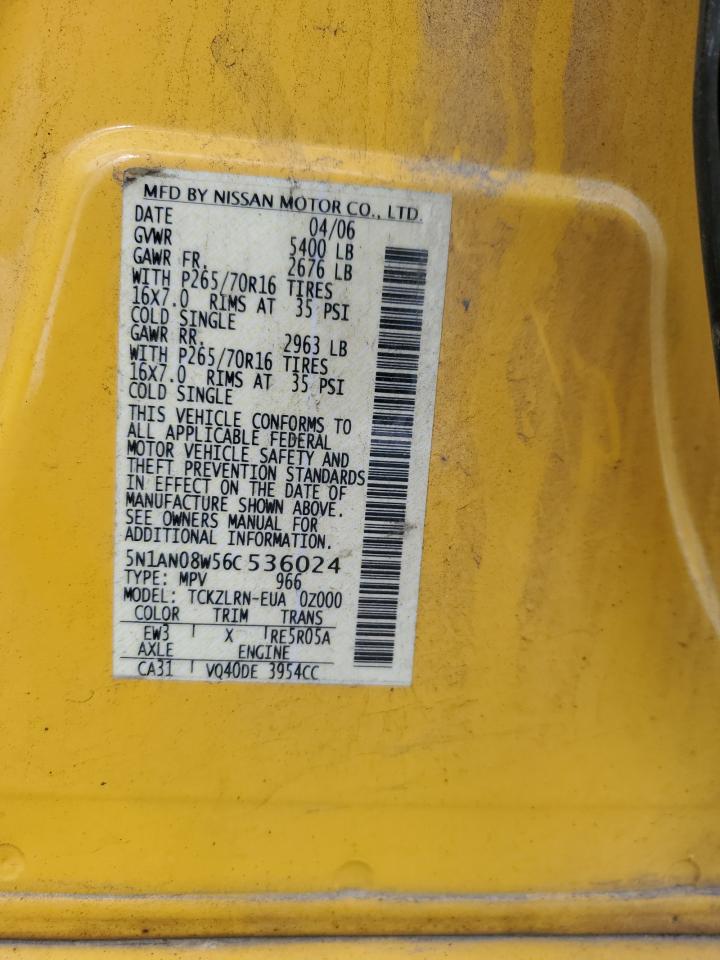 MFD BY NISSAN MOTOR CO., LTD.
DATE 04/06
GVWR 5400 LB
GAWR FR. 2676 LB
WITH P265/70R16 TIRES
16X7.0 RIMS AT 35 PSI
COLD SINGLE
GAWR RR. 2963 LB
WITH P265/70R16 TIRES
16X7.0 RIMS AT 35 PSI
COLD SINGLE
THIS VEHICLE CONFORMS TO
ALL APPLICABLE FEDERAL
MOTOR VEHICLE SAFETY AND
THEFT PREVENTION STANDARDS
IN EFFECT ON THE DATE OF
MANUFACTURE SHOWN ABOVE.
SEE OWNERS MANUAL FOR
ADDITIONAL INFORMATION.
5N1AN08W56C536024
TYPE: MPV 966
MODEL: TCKZLRN-EUA 0Z000
COLOR TRIM TRANS
EW3 X RE5R05A
AXLE ENGINE
CA31 VQ40DE 3954CC